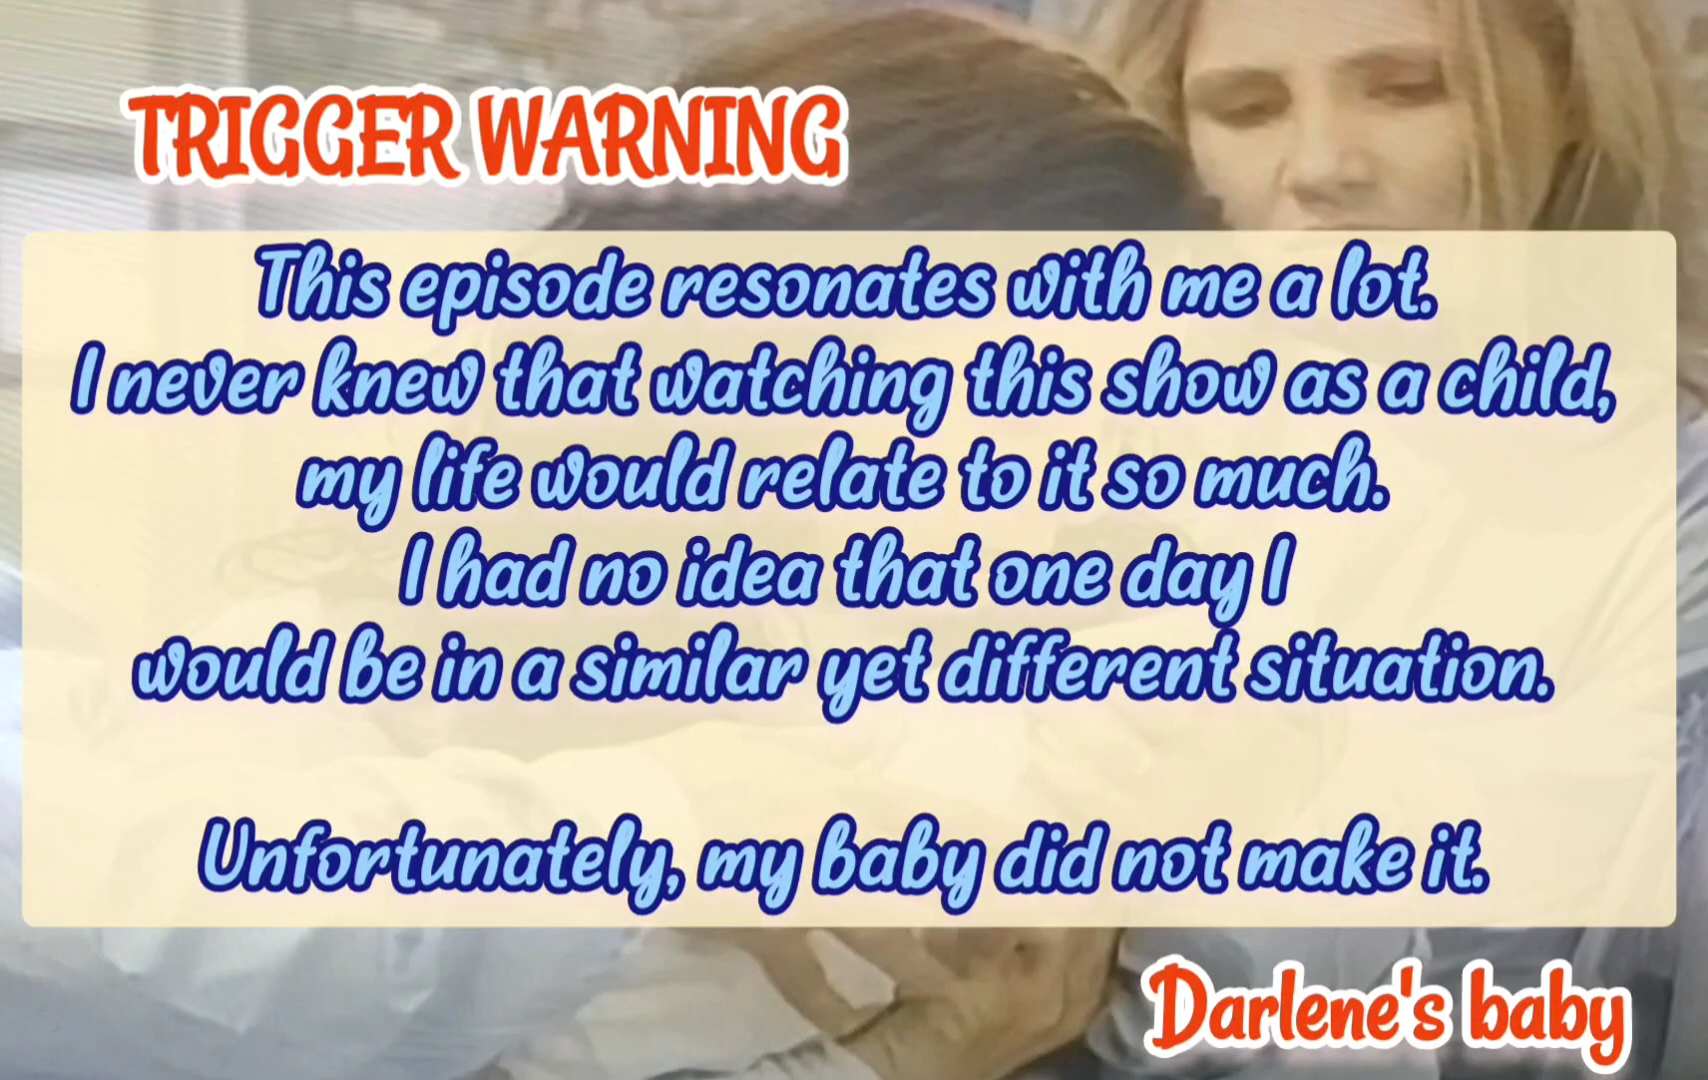 TRIGGER WARNING
This episode resonates with me a lot.
I never knew that watching this show as a child,
my life would relate to it so much.
I had no idea that one day I
would be in a similar yet different situation.
Unfortunately, my baby did not make it.
Darlene's baby